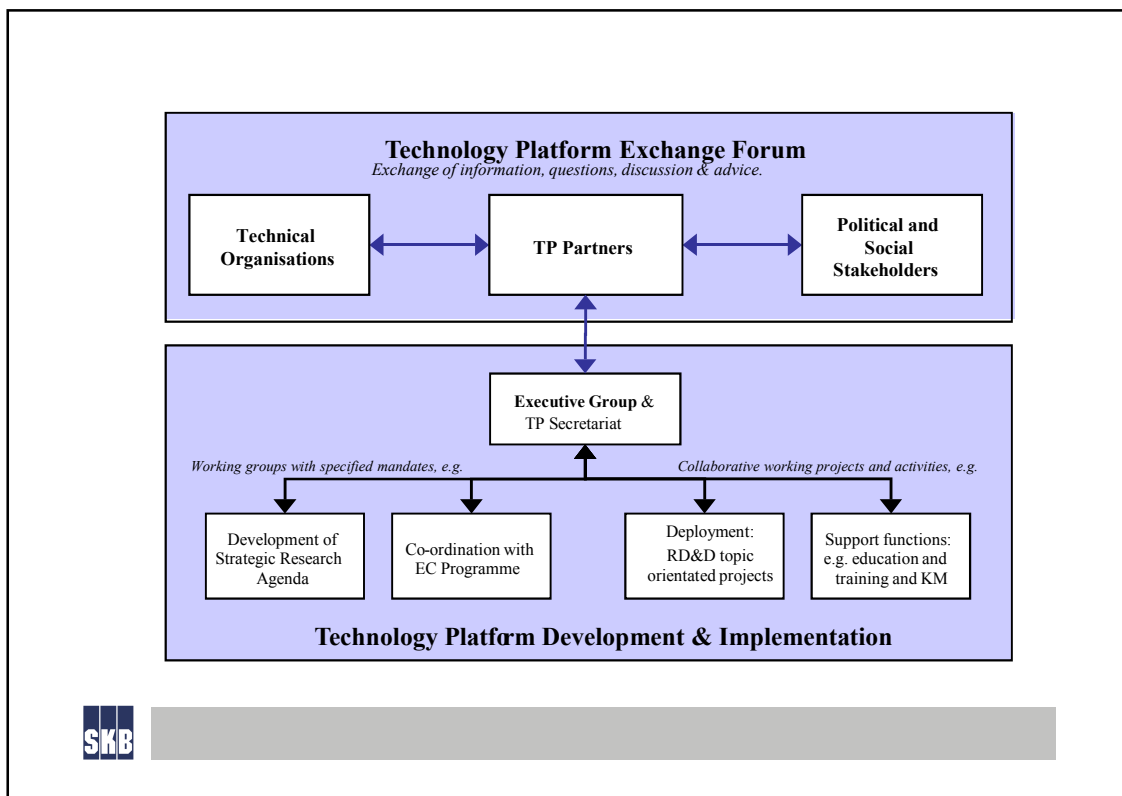 Technology Platform Exchange Forum
Exchange of information, questions, discussion & advice.
Technical
Organisations
TP Partners
Political and
Social
Stakeholders
Executive Group &
TP Secretariat
Working groups with specified mandates, e.g.
Collaborative working projects and activities, e.g.
Development of
Strategic Research
Agenda
Co-ordination with
EC Programme
Deployment:
RD&D topic
orientated projects
Support functions:
e.g. education and
training and KM
Technology Platform Development & Implementation
SKB